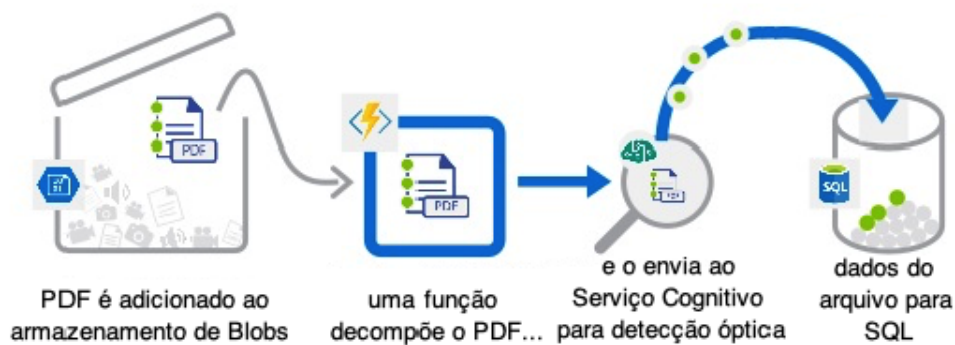 PDF
PDF
SQL
PDF é adicionado ao
armazenamento de Blobs
uma função
decompõe o PDF...
e o envia ao
Serviço Cognitivo
para detecção óptica
dados do
arquivo para
SQL